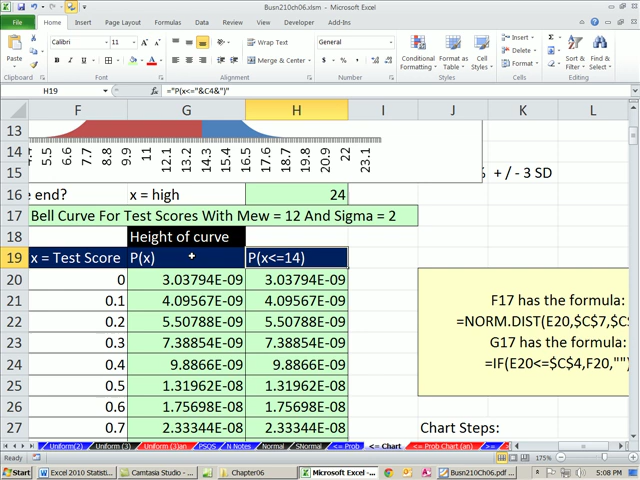 Busn210ch06.xlsm - Microsoft Excel
File Home Insert Page Layout Formulas Data Review View Developer Add-Ins
Calibri 11 A A Wrap Text General Insert Σ
Paste B I U A Merge & Center $ % , Conditional Formatting Format as Table Cell Styles Delete Format Sort & Filter Find & Select
Clipboard Font Alignment Number Styles Cells Editing
H19 fx ="P(x<="&C4&")"
F G H I J K L
13
14 5.5 6.6 7.7 8.8 9.9 11 12.1 13.2 14.3 15.4 16.5 17.6 18.7 19.8 20.9 22 23.1
15 % + / - 3 SD
16 e end? x = high 24
17 Bell Curve For Test Scores With Mew = 12 And Sigma = 2
18 Height of curve
19 x = Test Score P(x) P(x<=14)
20 0 3.03794E-09 3.03794E-09
21 0.1 4.09567E-09 4.09567E-09 F17 has the formula:
22 0.2 5.50788E-09 5.50788E-09 =NORM.DIST(E20,$C$7,$C$
23 0.3 7.38854E-09 7.38854E-09 G17 has the formula:
24 0.4 9.8866E-09 9.8866E-09 =IF(E20<=$C$4,F20,"")
25 0.5 1.31962E-08 1.31962E-08
26 0.6 1.75698E-08 1.75698E-08
27 0.7 2.33344E-08 2.33344E-08 Chart Steps:
Uniform(2) Uniform (3) Uniform (3)an PSQS N Notes Normal SNormal <= Prob <= Chart <= Prob Chart (an) >=
Ready 175%
Start Excel 2010 Statisti... Camtasia Studio - ... Chapter06 Microsoft Excel -... Busn210Ch06.pdf ... 5:08 PM